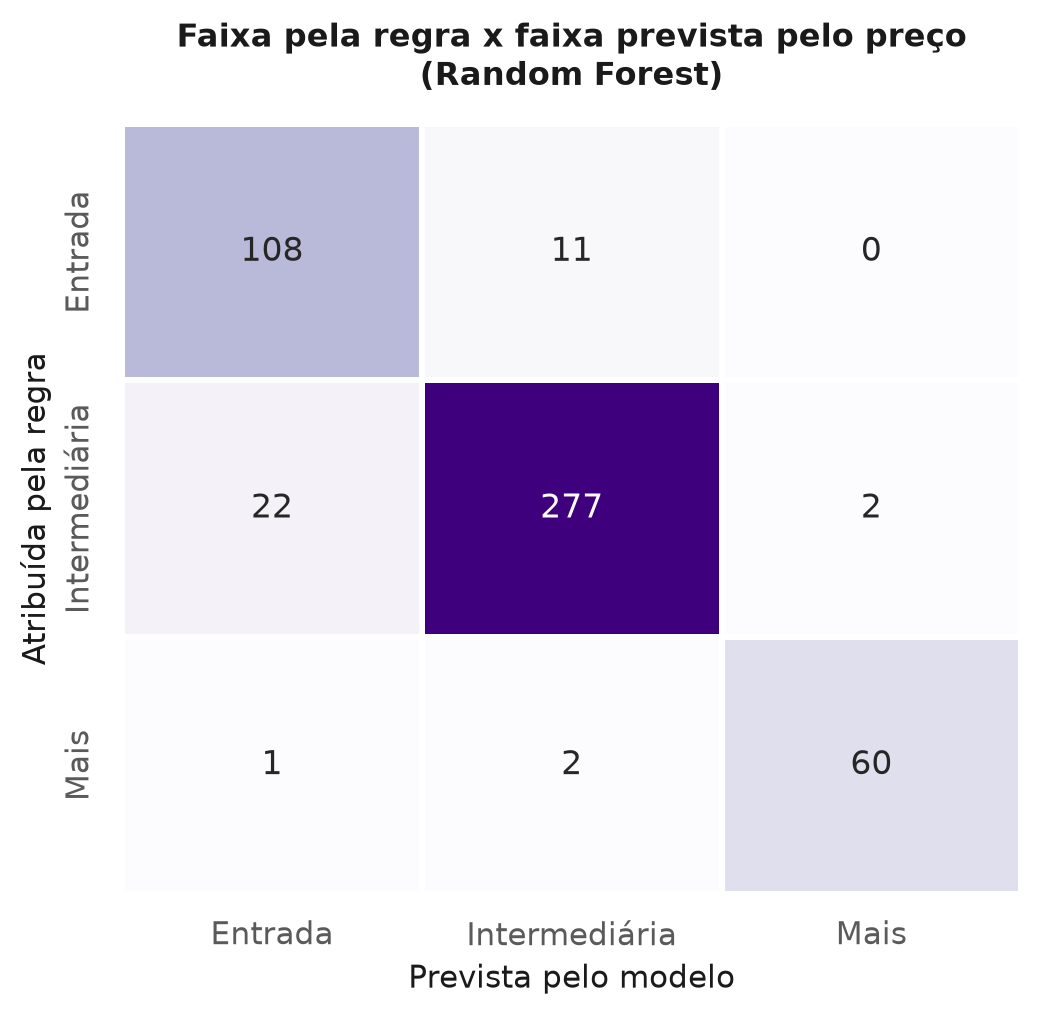 Faixa pela regra x faixa prevista pelo preço
(Random Forest)
Atribuída pela regra
Entrada
108
11
0
Intermediária
22
277
2
Mais
1
2
60
Entrada
Intermediária
Mais
Prevista pelo modelo